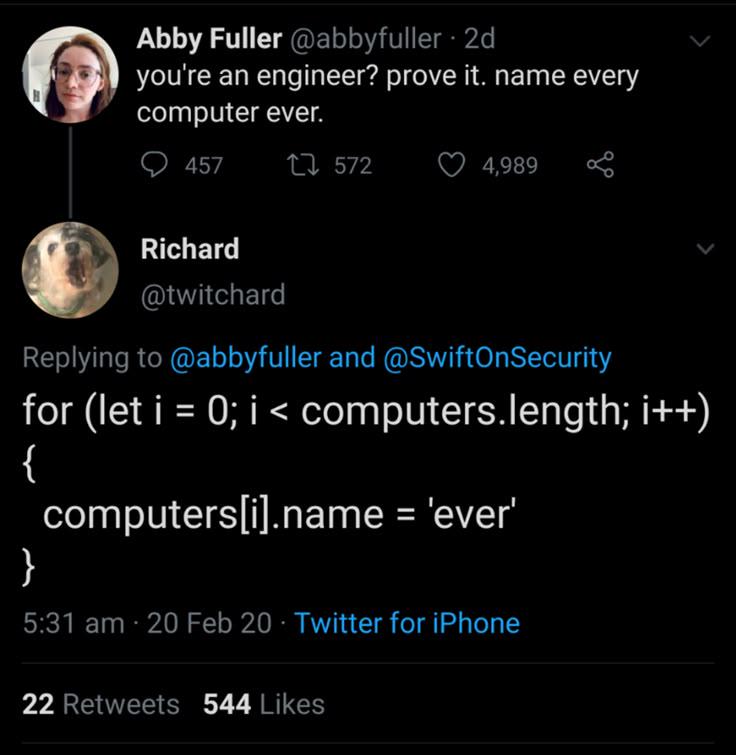 Abby Fuller @abbyfuller · 2d
you're an engineer? prove it. name every
computer ever.
457 572 4,989
Richard
@twitchard
Replying to @abbyfuller and @SwiftOnSecurity
for (let i = 0; i < computers.length; i++)
{
computers[i].name = 'ever'
}
5:31 am · 20 Feb 20 · Twitter for iPhone
22 Retweets 544 Likes